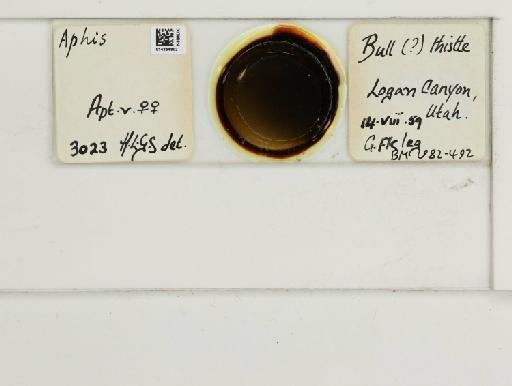 Aphis
Apt. v. ♀♀
3023 det.
Bull (?) thistle
Logan Canyon,
Utah.
14.viii.59
G.F.K leg
BM 1982-492